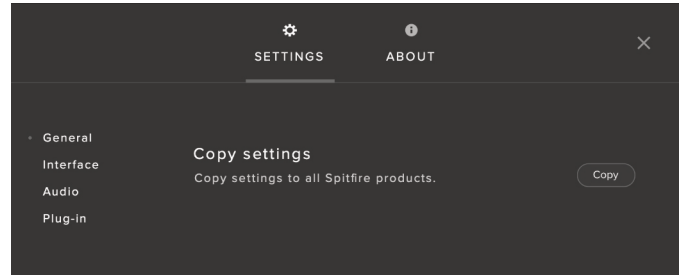 SETTINGS
ABOUT
General
Interface
Audio
Plug-in
Copy settings
Copy settings to all Spitfire products.
Copy